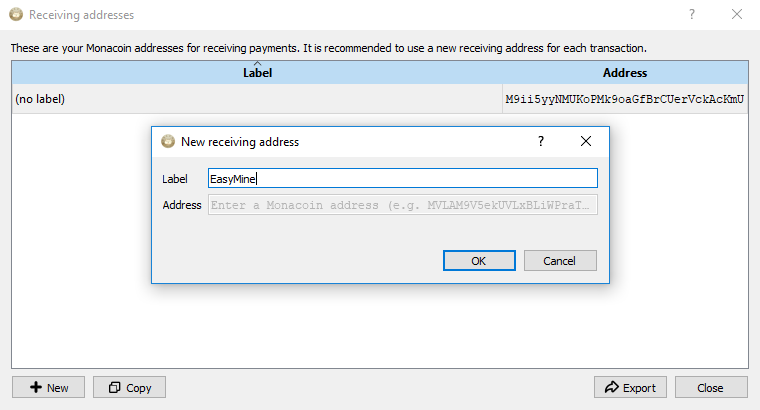 Receiving addresses
These are your Monacoin addresses for receiving payments. It is recommended to use a new receiving address for each transaction.
Label Address
(no label) M9ii5yyNMUKoPMk9oaGfBrCUerVckAcKmU
New receiving address
Label EasyMine
Address Enter a Monacoin address (e.g. MVLAM9V5ekUVLxBLiWPraT…
OK Cancel
New Copy Export Close